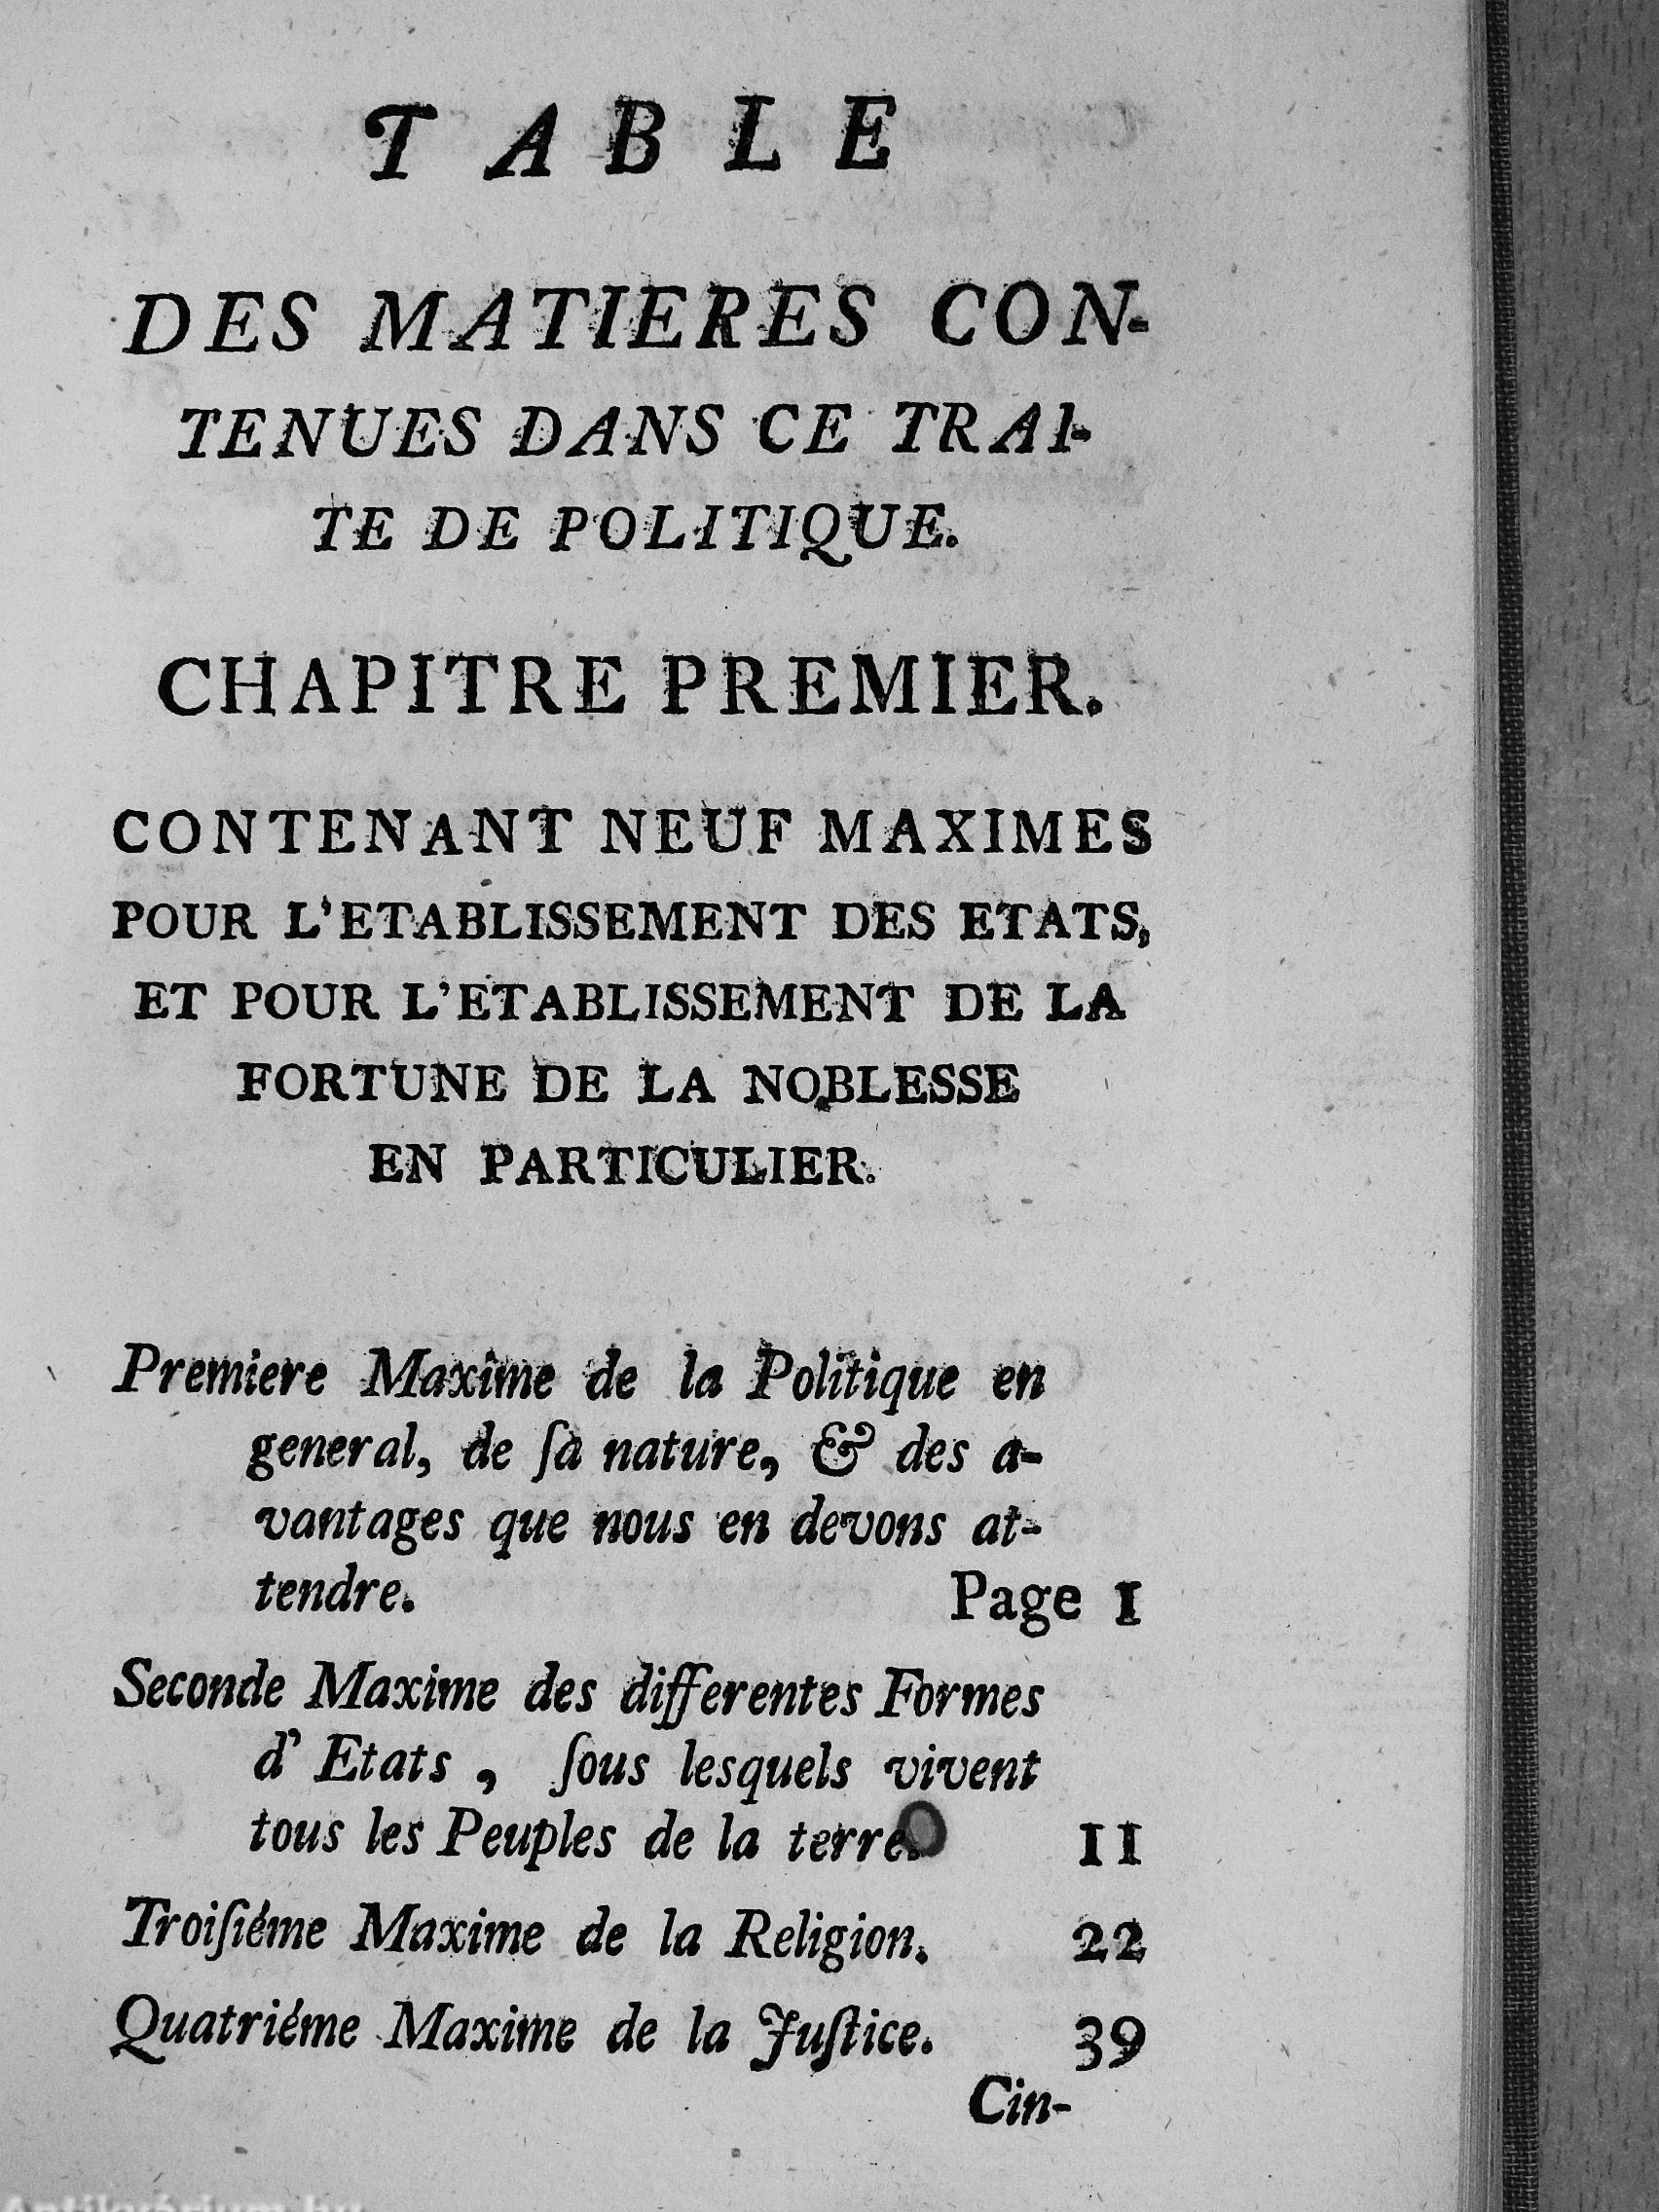 TABLE
DES MATIERES CON-
TENUES DANS CE TRAI-
TE DE POLITIQUE.
CHAPITRE PREMIER.
CONTENANT NEUF MAXIMES
POUR L'ETABLISSEMENT DES ETATS,
ET POUR L'ETABLISSEMENT DE LA
FORTUNE DE LA NOBLESSE
EN PARTICULIER.
Premiere Maxime de la Politique en
general, de ſa nature, & des a-
vantages que nous en devons at-
tendre. Page 1
Seconde Maxime des differentes Formes
d' Etats, ſous lesquels vivent
tous les Peuples de la terre. 11
Troiſiéme Maxime de la Religion. 22
Quatriéme Maxime de la Juſtice. 39
Cin-